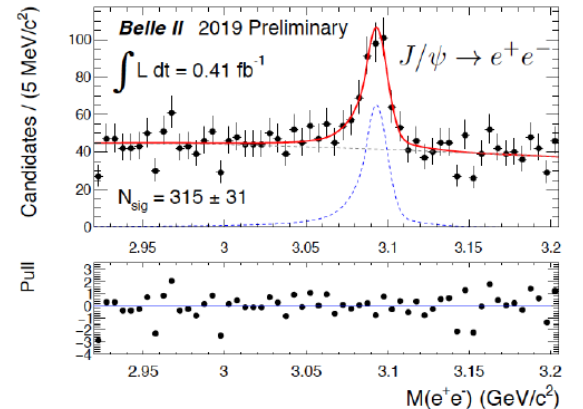 Belle II 2019 Preliminary
∫ L dt = 0.41 fb⁻¹
J/ψ → e⁺e⁻
N_sig = 315 ± 31
Candidates / (5 MeV/c²)
100
80
60
40
20
0
2.95 3 3.05 3.1 3.15 3.2
Pull
3
2
1
0
-1
-2
-3
-4
2.95 3 3.05 3.1 3.15 3.2
M(e⁺e⁻) (GeV/c²)